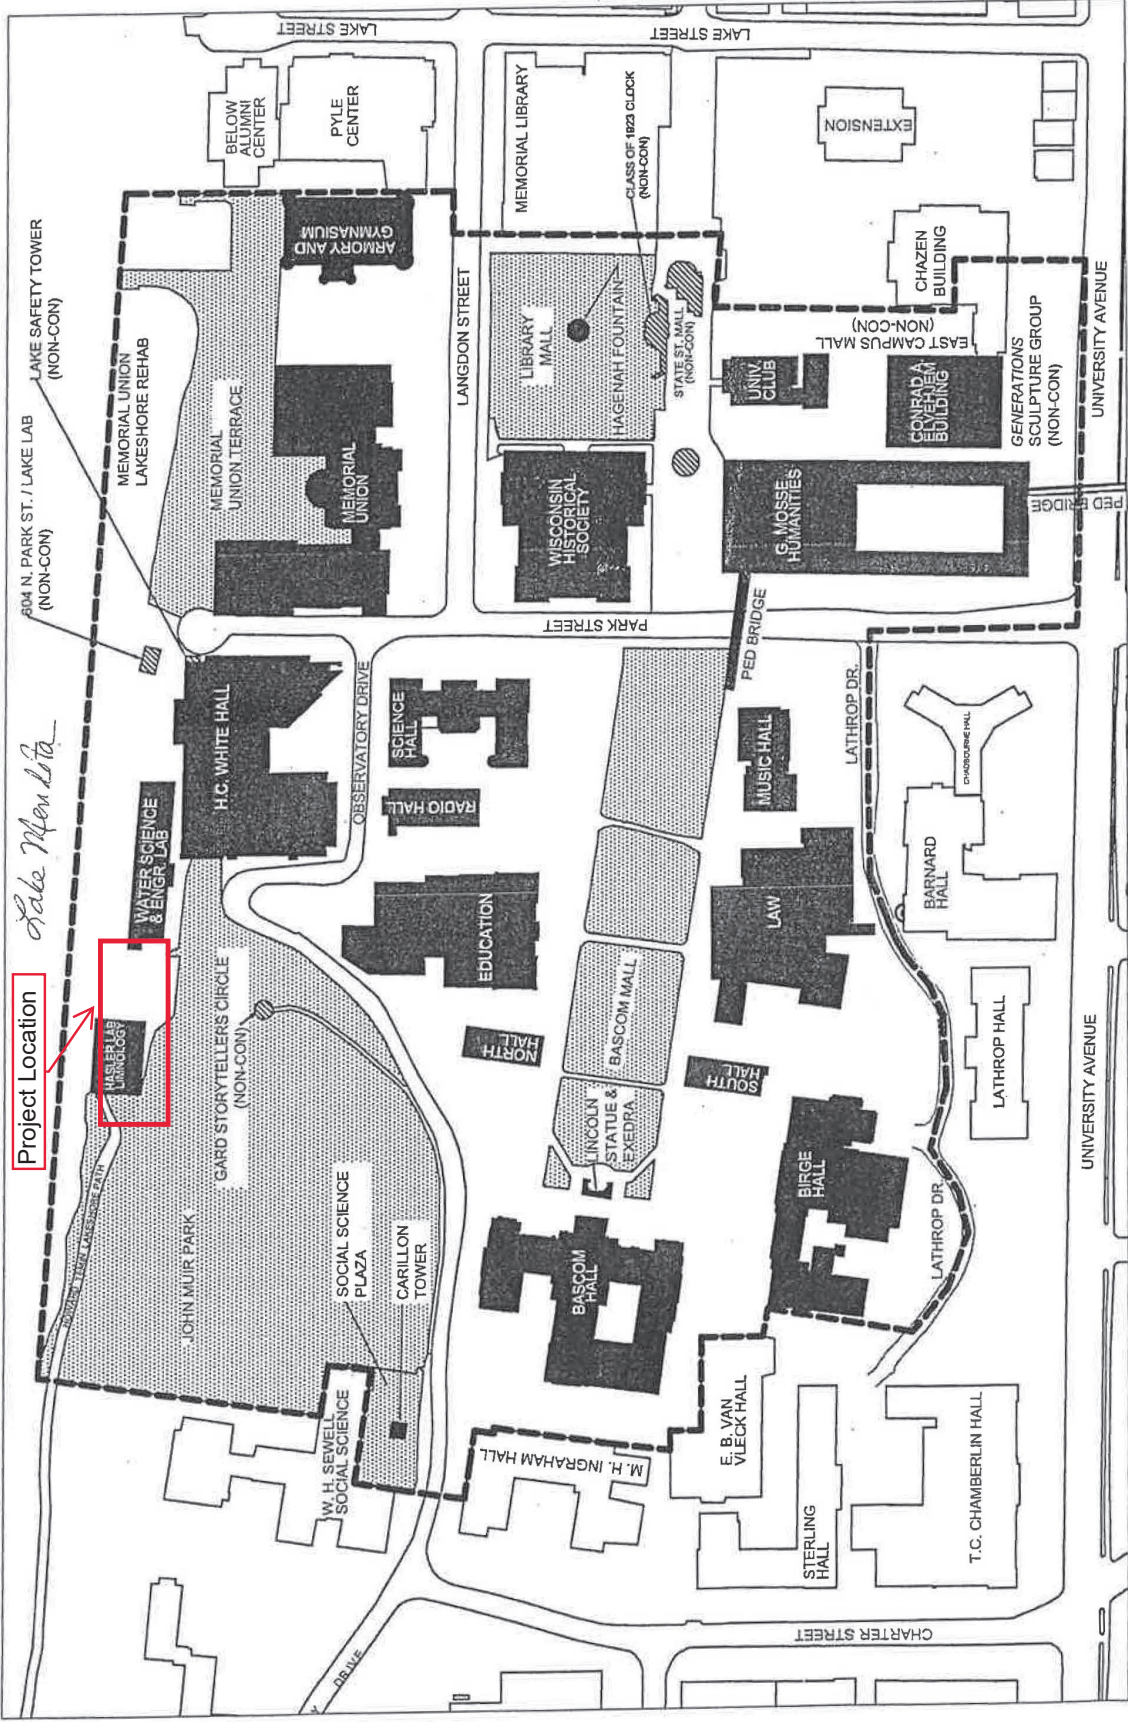 LAKE STREET
LAKE STREET
BELOW
ALUMNI
CENTER
PYLE
CENTER
MEMORIAL LIBRARY
CLASS OF 1923 CLOCK
(NON-CON)
EXTENSION
LAKE SAFETY TOWER
(NON-CON)
ARMORY AND
GYMNASIUM
LANGDON STREET
CHAZEN
BUILDING
UNIVERSITY AVENUE
604 N. PARK ST. / LAKE LAB
(NON-CON)
MEMORIAL UNION
LAKESHORE REHAB
MEMORIAL
UNION TERRACE
MEMORIAL
UNION
LIBRARY
MALL
HAGENAH FOUNTAIN
STATE ST. MALL
(NON-CON)
UNIV.
CLUB
EAST CAMPUS MALL
(NON-CON)
CONRAD A.
ELVEHJEM
BUILDING
GENERATIONS
SCULPTURE GROUP
(NON-CON)
WISCONSIN
HISTORICAL
SOCIETY
G. MOSSE
HUMANITIES
PED BRIDGE
PARK STREET
PED BRIDGE
Lake Mendota
H.C. WHITE HALL
OBSERVATORY DRIVE
SCIENCE
HALL
RADIO HALL
MUSIC HALL
LATHROP DR.
CHADBOURNE HALL
WATER SCIENCE
& ENGR. LAB
EDUCATION
LAW
BARNARD
HALL
Project Location
HASLER LAB
LIMNOLOGY
GARD STORYTELLERS CIRCLE
(NON-CON)
NORTH
HALL
BASCOM MALL
SOUTH
HALL
LATHROP HALL
UNIVERSITY AVENUE
LINCOLN
STATUE &
EXEDRA
HOWARD TEMIN LAKESHORE PATH
JOHN MUIR PARK
SOCIAL SCIENCE
PLAZA
CARILLON
TOWER
BASCOM
HALL
BIRGE
HALL
LATHROP DR.
W. H. SEWELL
SOCIAL SCIENCE
M. H. INGRAHAM HALL
E. B. VAN
VLECK HALL
STERLING
HALL
T.C. CHAMBERLIN HALL
CHARTER STREET
DRIVE